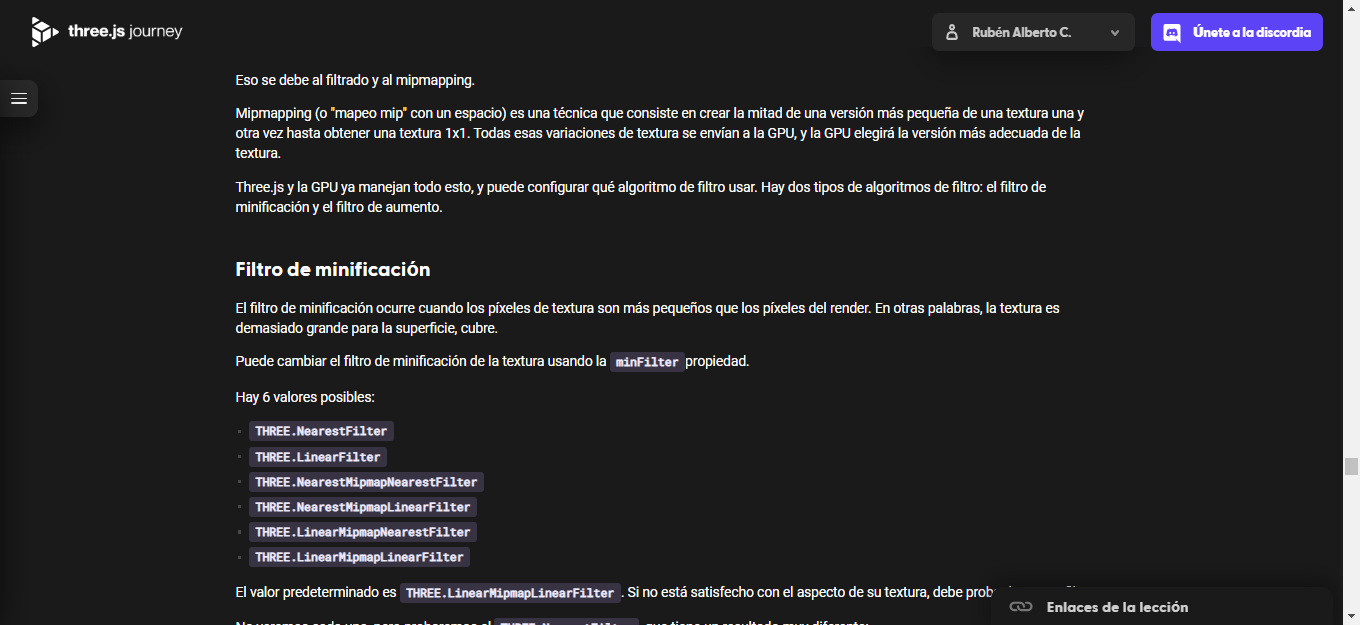 three.js journey
Rubén Alberto C.
Únete a la discordia
Eso se debe al filtrado y al mipmapping.
Mipmapping (o "mapeo mip" con un espacio) es una técnica que consiste en crear la mitad de una versión más pequeña de una textura una y
otra vez hasta obtener una textura 1x1. Todas esas variaciones de textura se envían a la GPU, y la GPU elegirá la versión más adecuada de la
textura.
Three.js y la GPU ya manejan todo esto, y puede configurar qué algoritmo de filtro usar. Hay dos tipos de algoritmos de filtro: el filtro de
minificación y el filtro de aumento.
Filtro de minificación
El filtro de minificación ocurre cuando los píxeles de textura son más pequeños que los píxeles del render. En otras palabras, la textura es
demasiado grande para la superficie, cubre.
Puede cambiar el filtro de minificación de la textura usando la minFilter propiedad.
Hay 6 valores posibles:
THREE.NearestFilter
THREE.LinearFilter
THREE.NearestMipmapNearestFilter
THREE.NearestMipmapLinearFilter
THREE.LinearMipmapNearestFilter
THREE.LinearMipmapLinearFilter
El valor predeterminado es THREE.LinearMipmapLinearFilter. Si no está satisfecho con el aspecto de su textura, debe
Enlaces de la lección